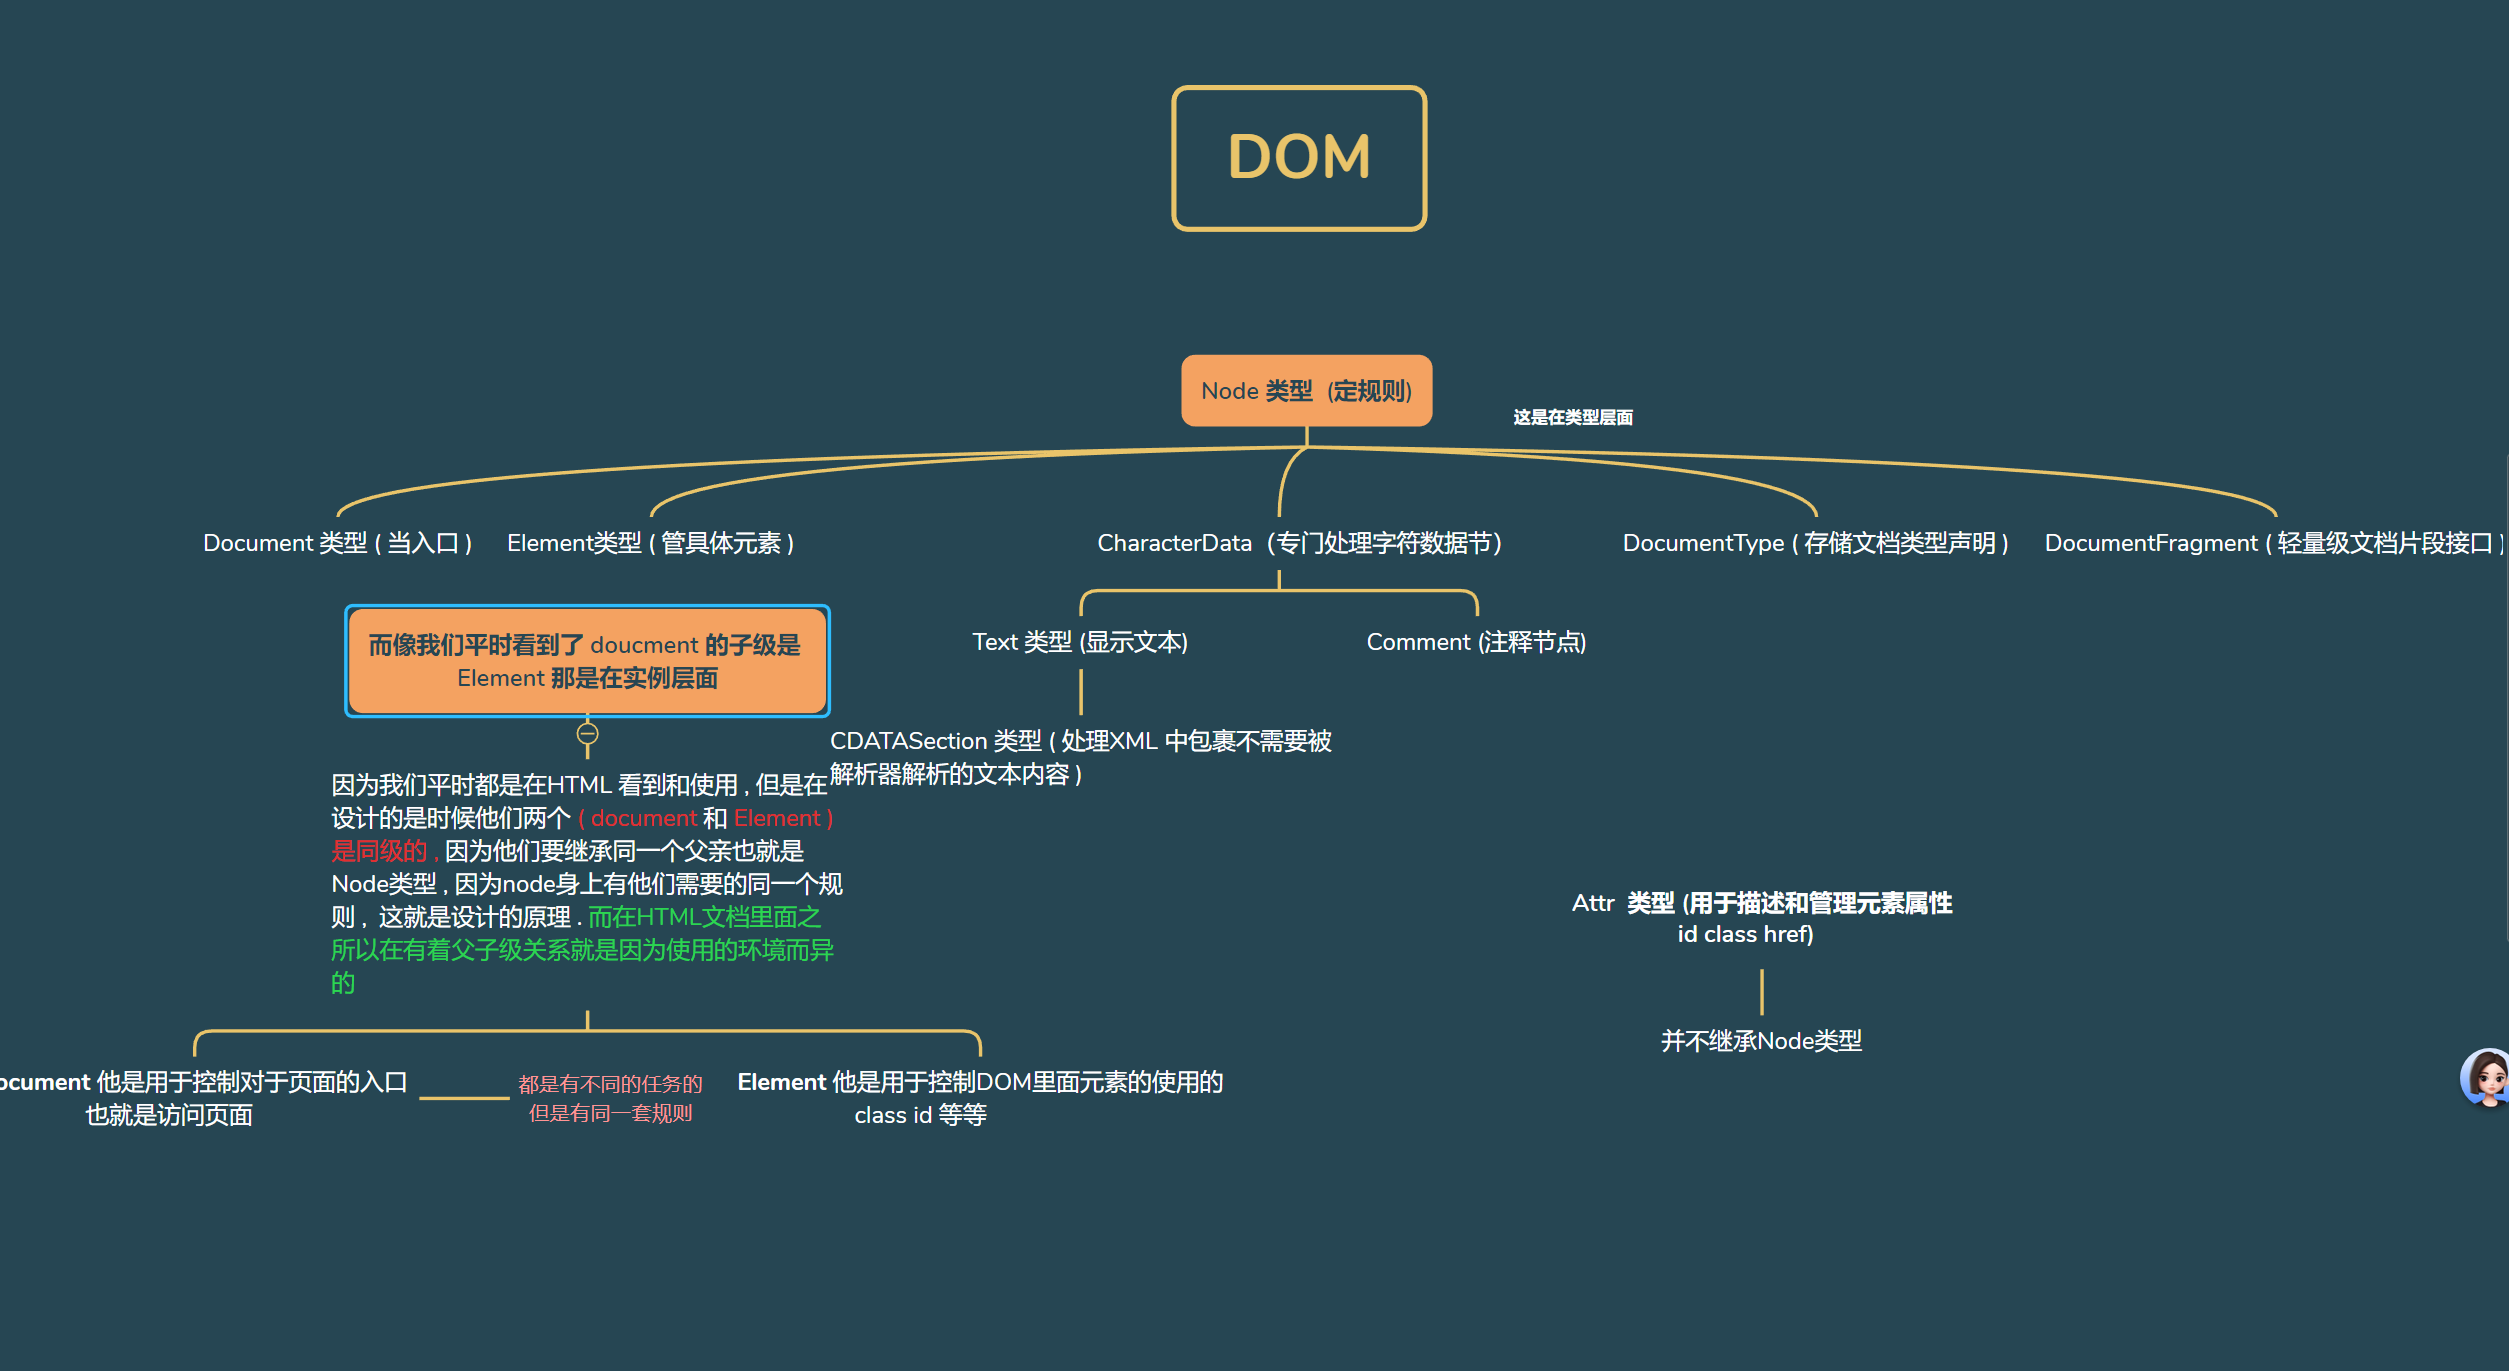 DOM
Node 类型  (定规则)
这是在类型层面
Document 类型 ( 当入口 )
Element类型 ( 管具体元素 )
CharacterData（专门处理字符数据节）
DocumentType ( 存储文档类型声明 )
DocumentFragment ( 轻量级文档片段接口 )
而像我们平时看到了 doucment 的子级是
Element 那是在实例层面
Text 类型 (显示文本)
Comment (注释节点)
CDATASection 类型 ( 处理XML 中包裹不需要被
解析器解析的文本内容 )
因为我们平时都是在HTML 看到和使用 , 但是在
设计的是时候他们两个 ( document 和 Element )
是同级的 , 因为他们要继承同一个父亲也就是
Node类型 , 因为node身上有他们需要的同一个规
则 ,  这就是设计的原理 . 而在HTML文档里面之
所以在有着父子级关系就是因为使用的环境而异
的
Attr  类型 (用于描述和管理元素属性
id class href)
并不继承Node类型
ocument 他是用于控制对于页面的入口
也就是访问页面
都是有不同的任务的
但是有同一套规则
Element 他是用于控制DOM里面元素的使用的
class id 等等